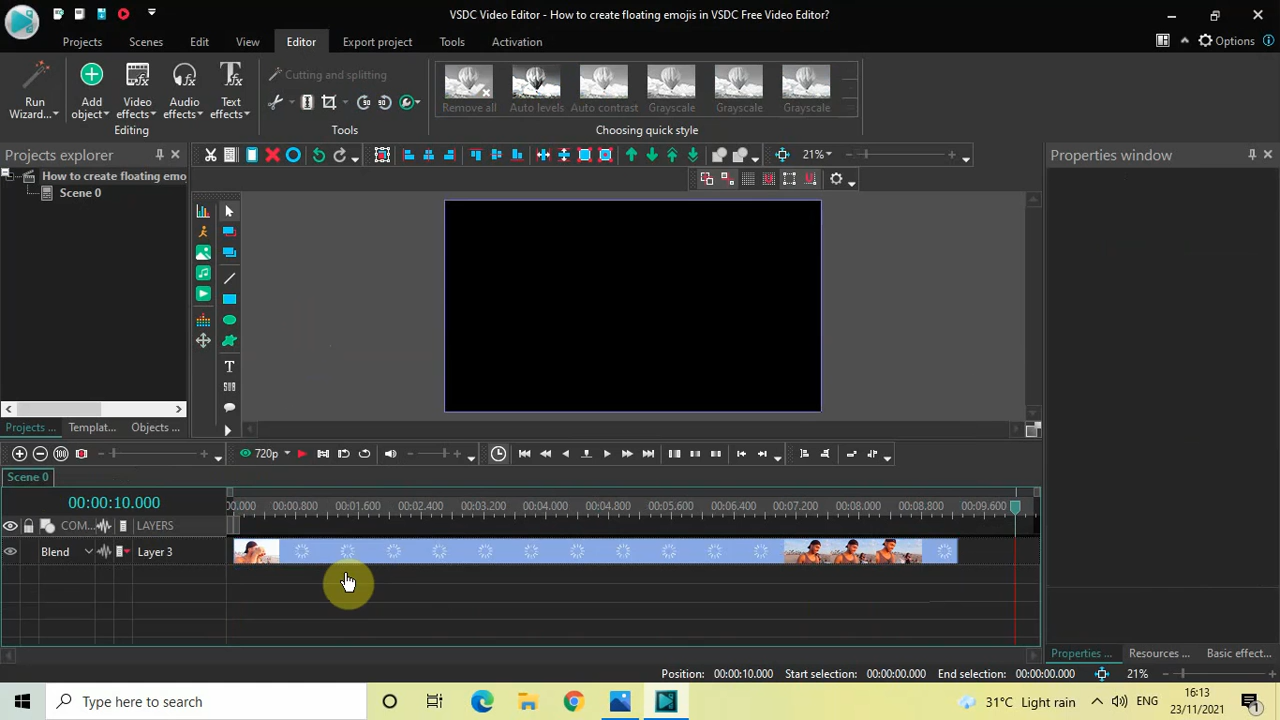 VSDC Video Editor - How to create floating emojis in VSDC Free Video Editor?
Projects Scenes Edit View Editor Export project Tools Activation
Options
Run Wizard...
Add object
Video effects
Audio effects
Text effects
Editing
Cutting and splitting
Tools
Remove all Auto levels Auto contrast Grayscale Grayscale Grayscale
Choosing quick style
Projects explorer
21%
Properties window
How to create floating emo
Scene 0
T
SUB
Projects ... Templat... Objects ...
720p
Scene 0
00:00:10.000
00.000 00:00.800 00:01.600 00:02.400 00:03.200 00:04.000 00:04.800 00:05.600 00:06.400 00:07.200 00:08.000 00:08.800 00:09.600
COM... LAYERS
Blend Layer 3
Properties ... Resources ... Basic effect...
Position: 00:00:10.000 Start selection: 00:00:00.000 End selection: 00:00:00.000 21%
Type here to search
31°C Light rain
ENG
16:13
23/11/2021
1